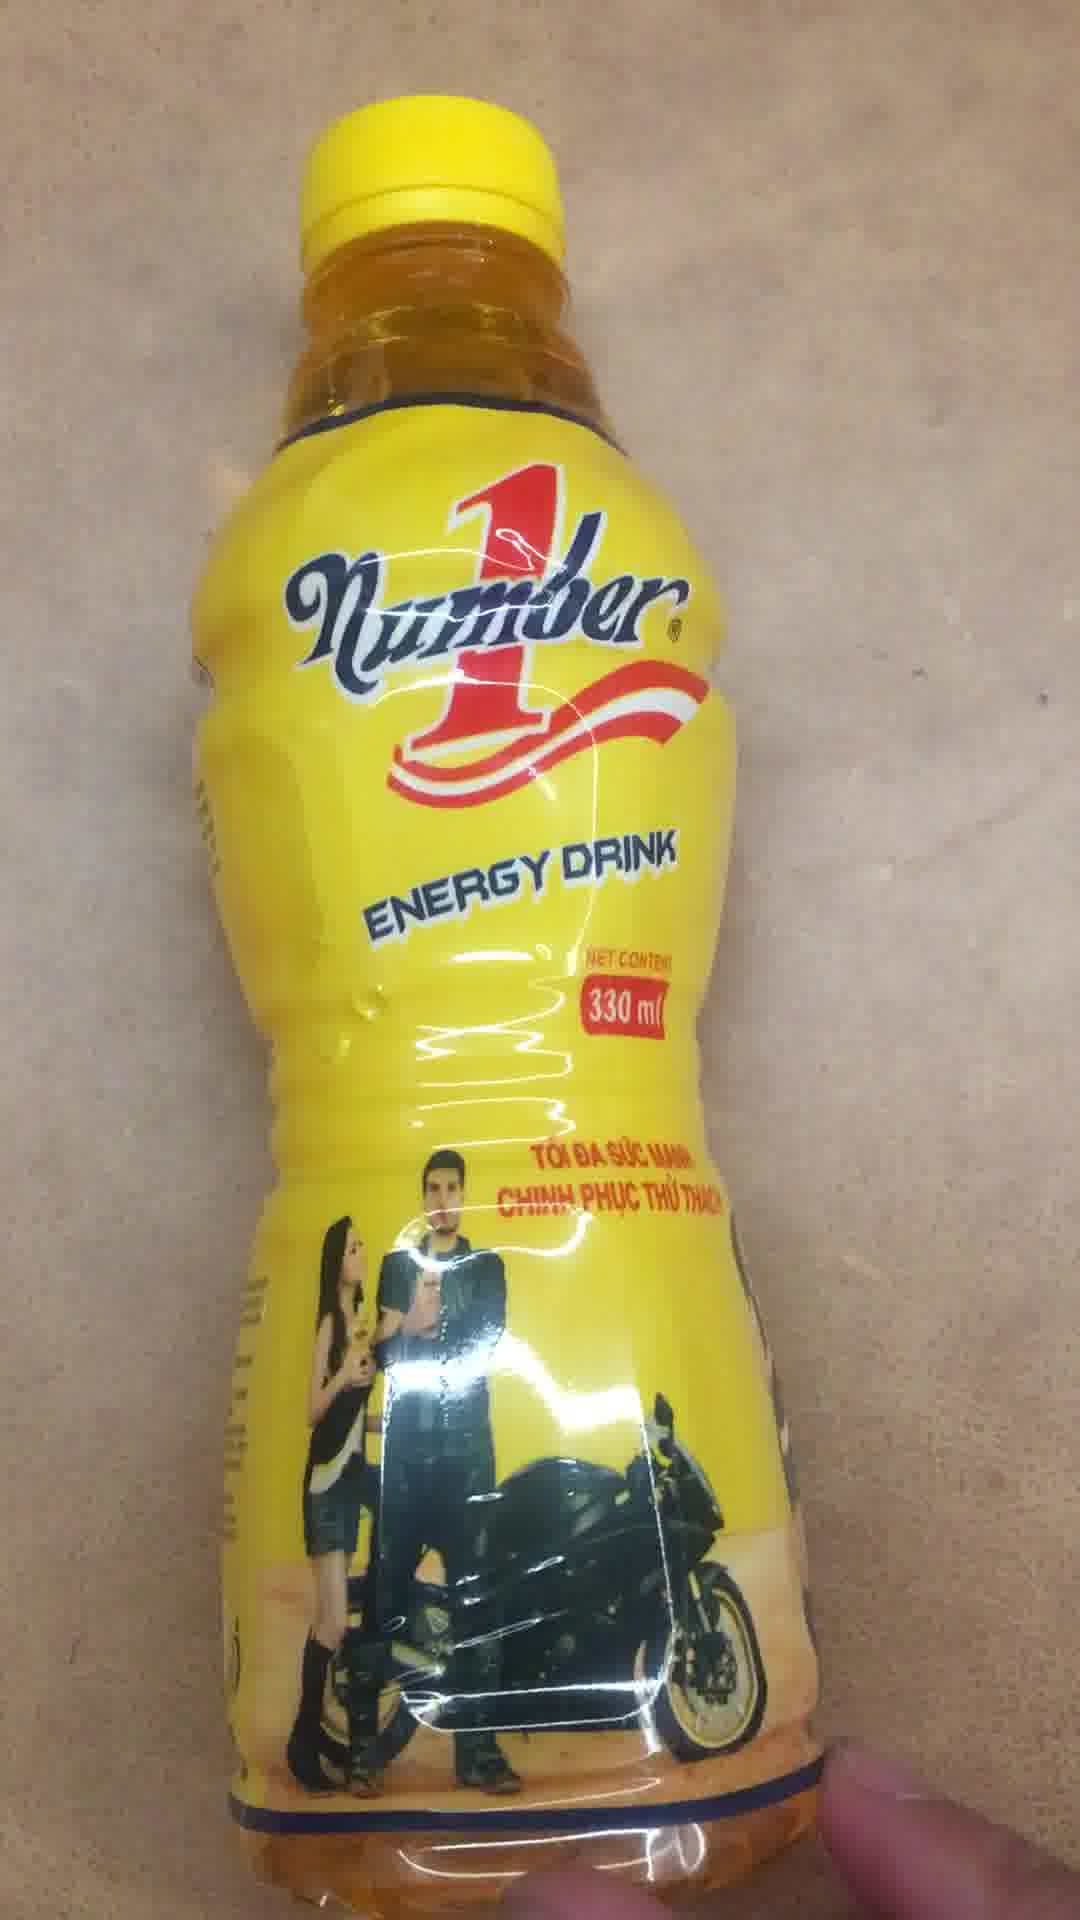 Number 1 ®
ENERGY DRINK
NET CONTENT
330 ml
TỐI ĐA SỨC MẠNH
CHINH PHỤC THỬ THÁCH